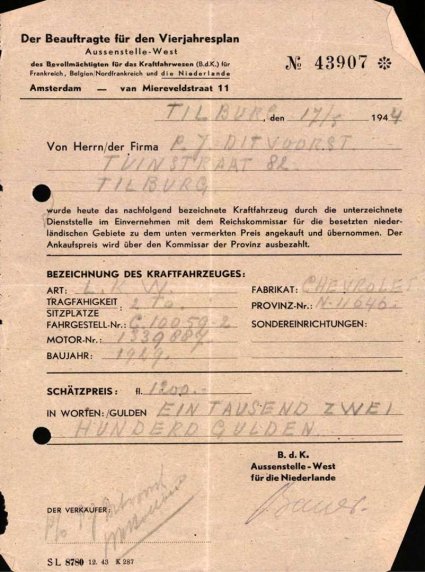 Der Beauftragte für den Vierjahresplan
Aussenstelle-West
des Bevollmächtigten für das Kraftfahrwesen (B.d.K.) für
Frankreich, Belgien/Nordfrankreich und die Niederlande
Amsterdam — van Miereveldstraat 11
№ 43907 ✻
TILBURG, den 17/5 1944
Von Herrn/der Firma P. J. DITVOORST
TUINSTRAAT 82.
TILBURG
wurde heute das nachfolgend bezeichnete Kraftfahrzeug durch die unterzeichnete
Dienststelle im Einvernehmen mit dem Reichskommissar für die besetzten nieder-
ländischen Gebiete zu dem unten vermerkten Preis angekauft und übernommen. Der
Ankaufspreis wird über den Kommissar der Provinz ausbezahlt.
BEZEICHNUNG DES KRAFTFAHRZEUGES:
ART: L. K. W. FABRIKAT: CHEVROLET
TRAGFÄHIGKEIT 2 To. PROVINZ-Nr.: N-11646.
SITZPLÄTZE
FAHRGESTELL-Nr.: C.10059-2 SONDEREINRICHTUNGEN:
MOTOR-Nr.: 1339889
BAUJAHR: 1929.
SCHÄTZPREIS: fl. 1200.-
IN WORTEN:/GULDEN EIN TAUSEND ZWEI
HUNDERD GULDEN.
B. d. K.
Aussenstelle-West
für die Niederlande
DER VERKÄUFER:
SL 8780 12. 43 K 287